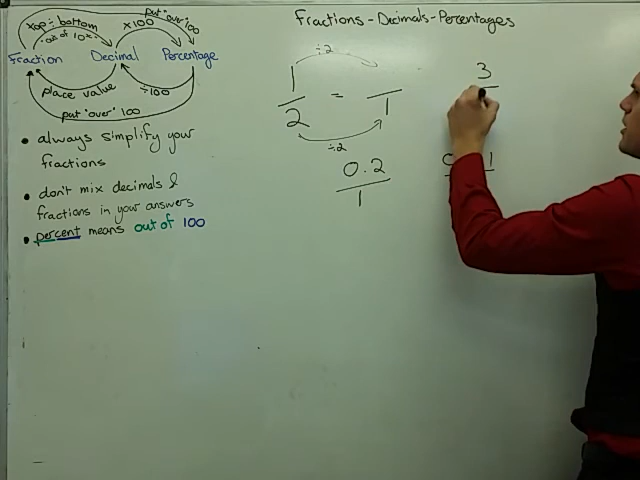 Fractions - Decimals - Percentages
put "over" 100
top ÷ bottom
x100
"out of 10x"
Fraction Decimal Percentage
place value ÷100
put "over" 100
• always simplify your
fractions
• don't mix decimals &
fractions in your answers
• percent means out of 100
÷2
1
=
2 1
÷2
0.2
1
3
1